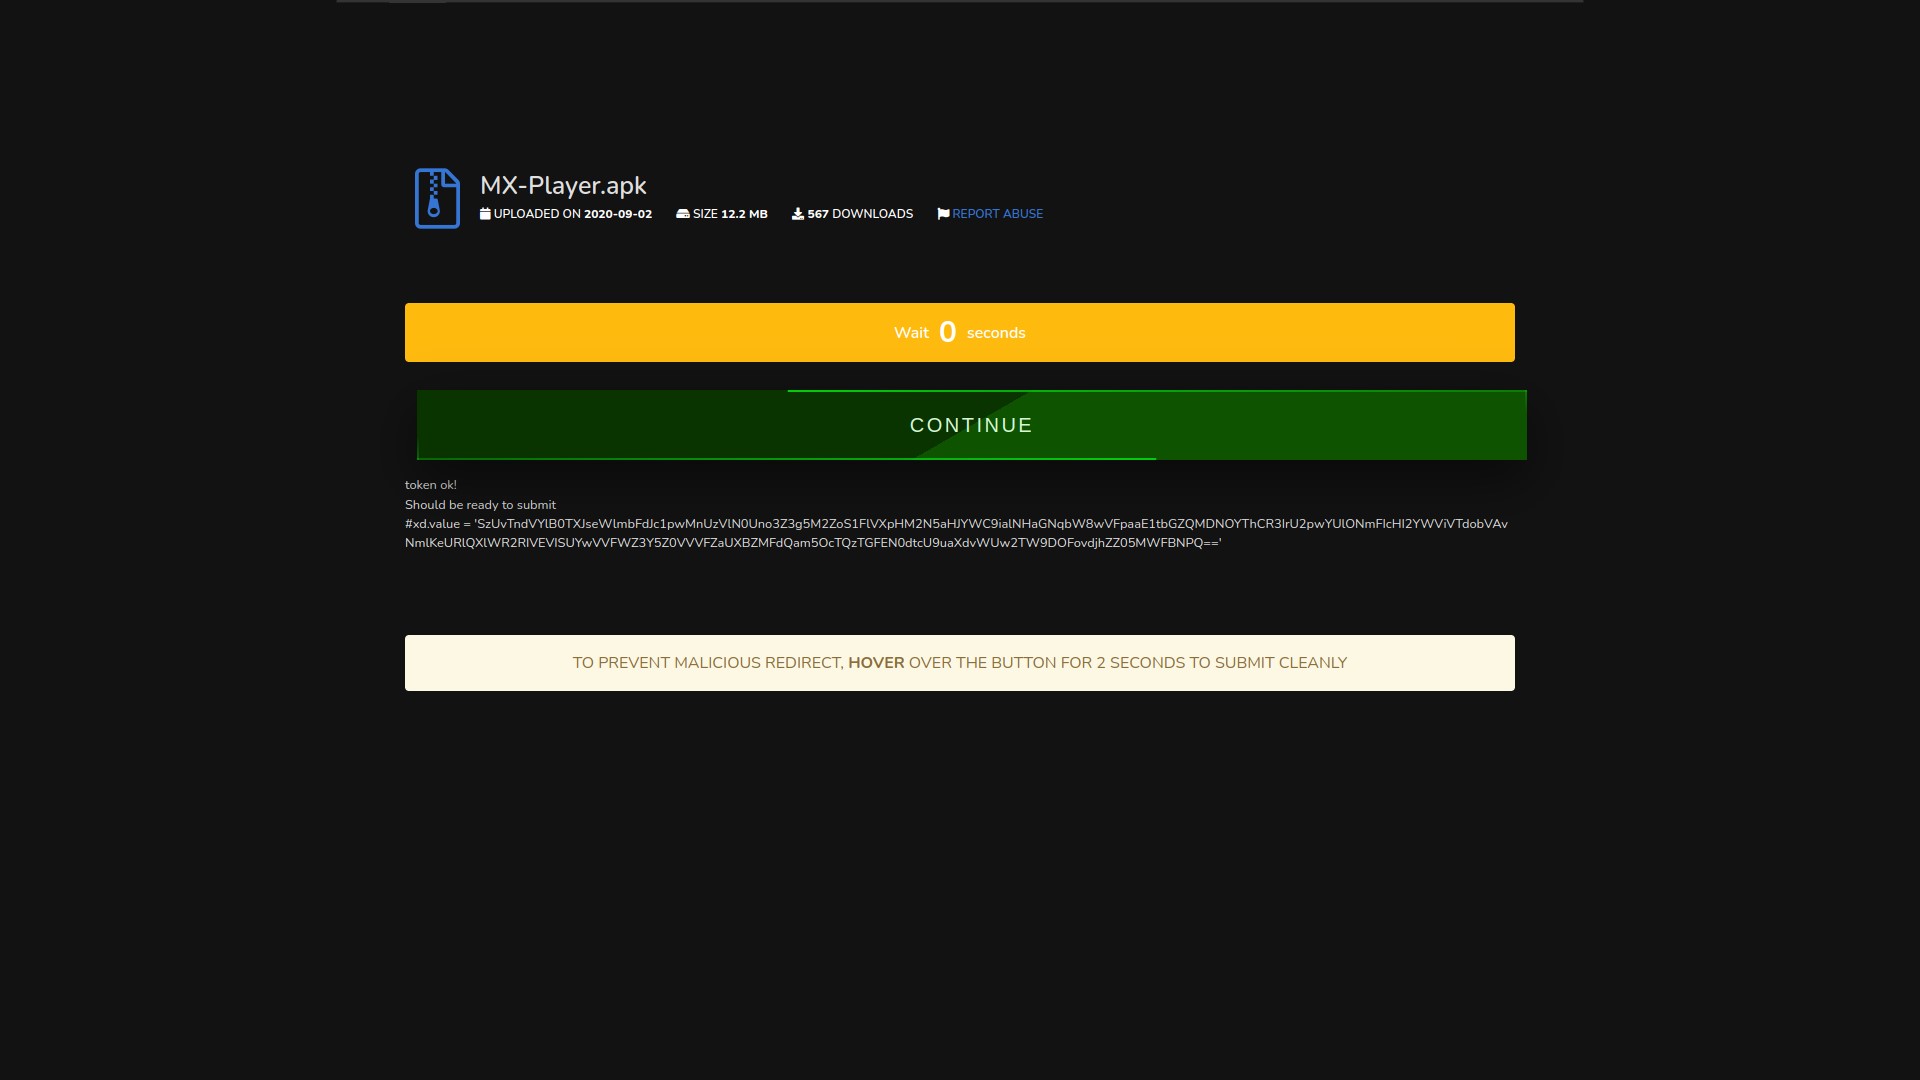 MX-Player.apk
UPLOADED ON 2020-09-02 SIZE 12.2 MB 567 DOWNLOADS REPORT ABUSE
Wait 0 seconds
CONTINUE
token ok!
Should be ready to submit
#xd.value = 'SzUvTndVYlB0TXJseWlmbFdJc1pwMnUzVlN0Uno3Z3g5M2ZoS1FlVXpHM2N5aHJYWC9ialNHaGNqbW8wVFpaaE1tbGZQMDNOYThCR3IrU2pwYUlONmFIcHI2YWViVTdobVAv
NmlKeURlQXlWR2RIVEVISUYwVVFWZ3Y5Z0VVVFZaUXBZMFdQam5OcTQzTGFEN0dtcU9uaXdvWUw2TW9DOFovdjhZZ05MWFBNPQ=='
TO PREVENT MALICIOUS REDIRECT, HOVER OVER THE BUTTON FOR 2 SECONDS TO SUBMIT CLEANLY